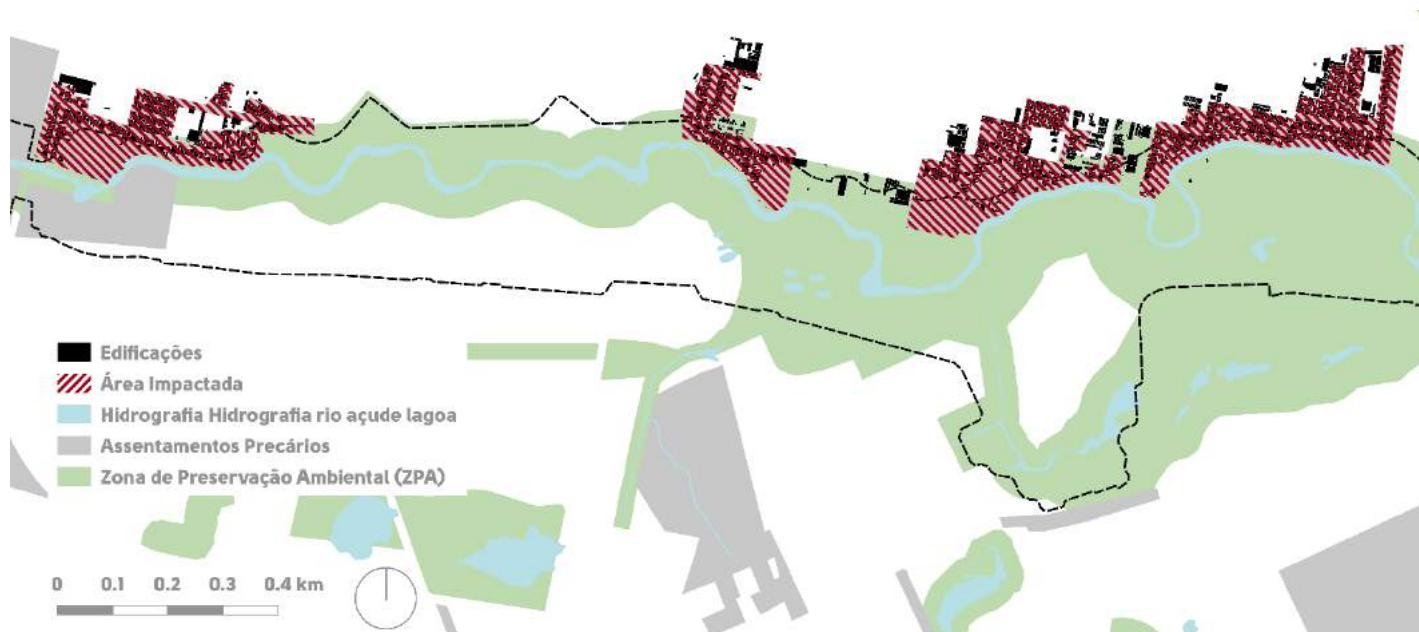 Edificações
Área Impactada
Hidrografia Hidrografia rio açude lagoa
Assentamentos Precários
Zona de Preservação Ambiental (ZPA)
0 0.1 0.2 0.3 0.4 km